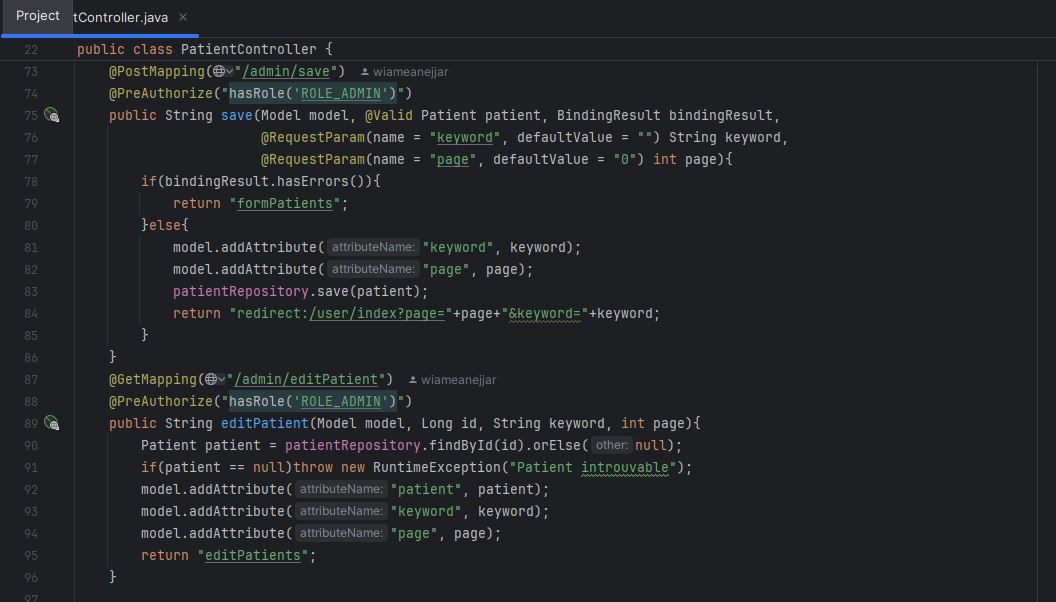 Project tController.java ×
22 public class PatientController {
73 @PostMapping("/admin/save") wiameanejjar
74 @PreAuthorize("hasRole('ROLE_ADMIN')")
75 public String save(Model model, @Valid Patient patient, BindingResult bindingResult,
76 @RequestParam(name = "keyword", defaultValue = "") String keyword,
77 @RequestParam(name = "page", defaultValue = "0") int page){
78 if(bindingResult.hasErrors()){
79 return "formPatients";
80 }else{
81 model.addAttribute( attributeName: "keyword", keyword);
82 model.addAttribute( attributeName: "page", page);
83 patientRepository.save(patient);
84 return "redirect:/user/index?page="+page+"&keyword="+keyword;
85 }
86 }
87 @GetMapping("/admin/editPatient") wiameanejjar
88 @PreAuthorize("hasRole('ROLE_ADMIN')")
89 public String editPatient(Model model, Long id, String keyword, int page){
90 Patient patient = patientRepository.findById(id).orElse( other: null);
91 if(patient == null)throw new RuntimeException("Patient introuvable");
92 model.addAttribute( attributeName: "patient", patient);
93 model.addAttribute( attributeName: "keyword", keyword);
94 model.addAttribute( attributeName: "page", page);
95 return "editPatients";
96 }
97